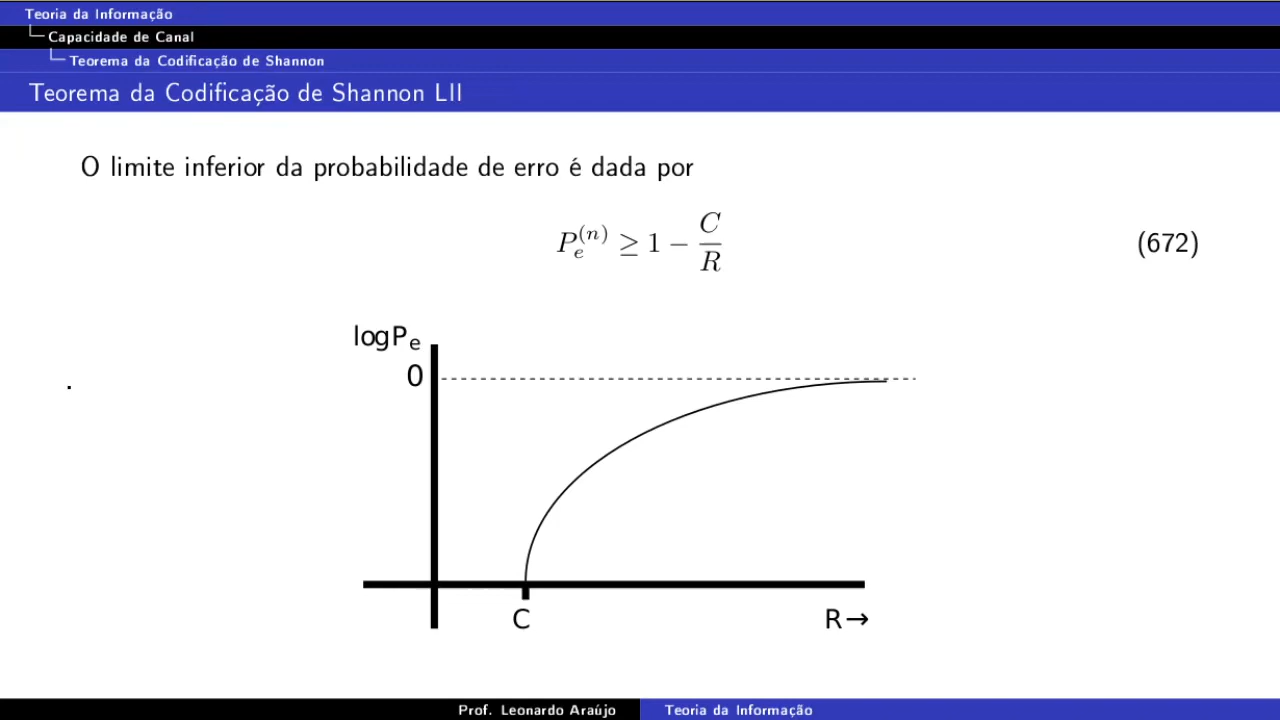 Teoria da Informação
Capacidade de Canal
Teorema da Codificação de Shannon
Teorema da Codificação de Shannon LII
O limite inferior da probabilidade de erro é dada por
P_e^{(n)} ≥ 1 − \frac{C}{R} (672)
logP_e
0
.
C
R→
Prof. Leonardo Araújo
Teoria da Informação